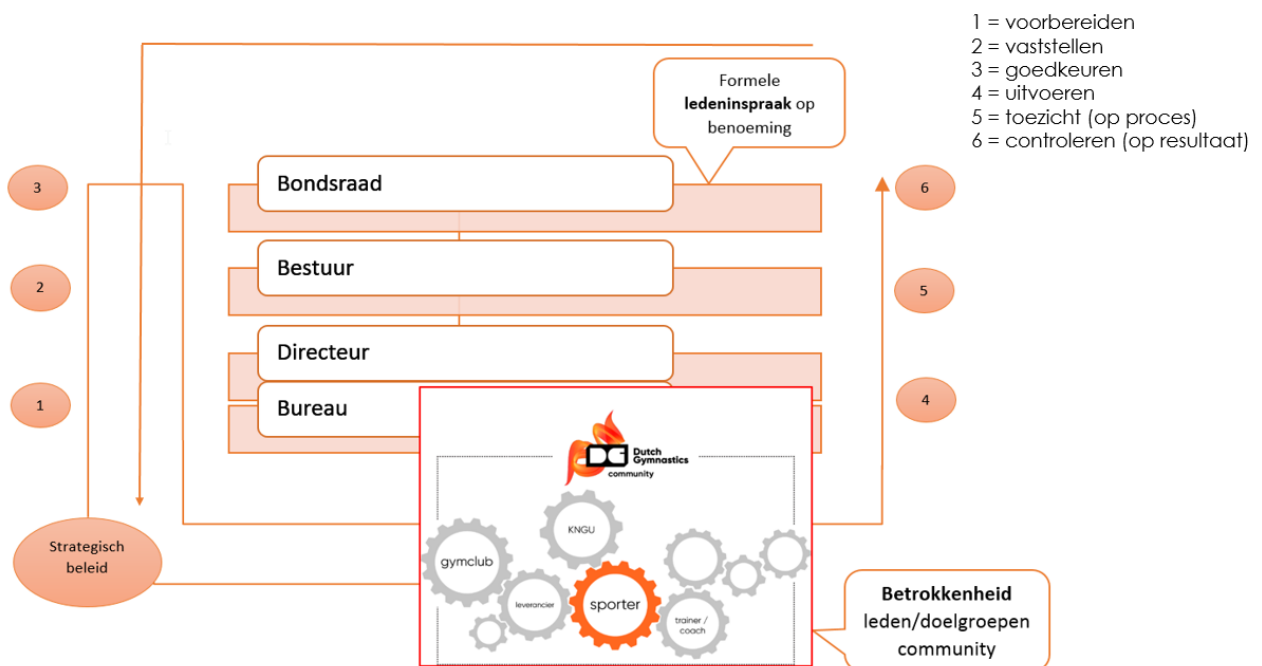 1 = voorbereiden
2 = vaststellen
3 = goedkeuren
4 = uitvoeren
5 = toezicht (op proces)
6 = controleren (op resultaat)
Formele
ledeninspraak op
benoeming
3
Bondsraad
6
2
Bestuur
5
1
Directeur
Bureau
4
DG Dutch
Gymnastics
community
Strategisch
beleid
KNGU
gymclub
leverancier
sporter
trainer /
coach
Betrokkenheid
leden/doelgroepen
community